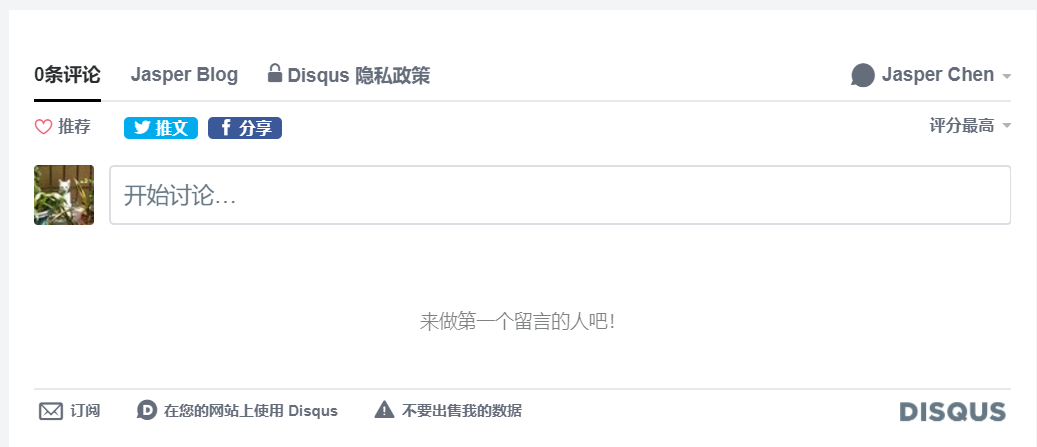 0条评论 Jasper Blog Disqus 隐私政策 Jasper Chen
推荐 推文 分享 评分最高
开始讨论...
来做第一个留言的人吧！
订阅 在您的网站上使用 Disqus 不要出售我的数据 DISQUS